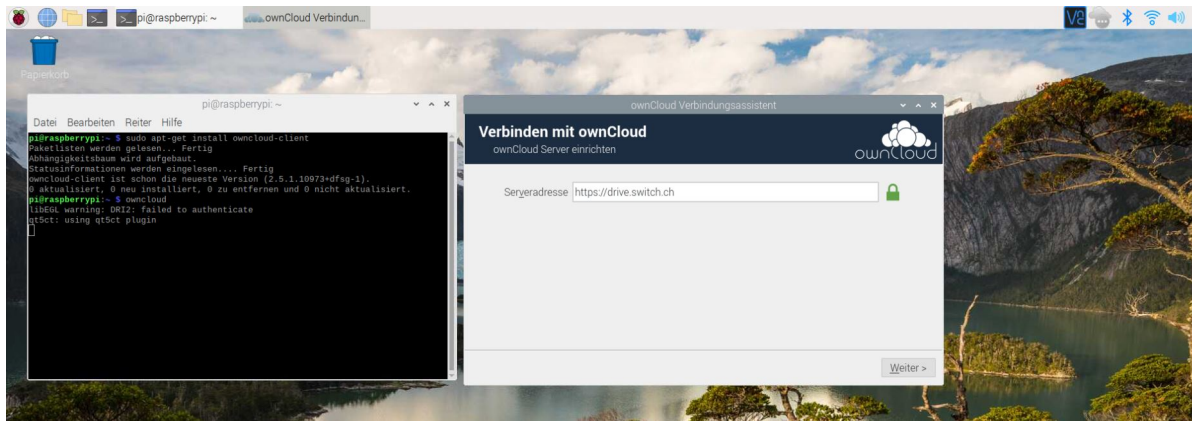 pi@raspberrypi: ~
ownCloud Verbindun...
Papierkorb
pi@raspberrypi: ~
Datei Bearbeiten Reiter Hilfe
pi@raspberrypi:~ $ sudo apt-get install owncloud-client
Paketlisten werden gelesen... Fertig
Abhängigkeitsbaum wird aufgebaut.
Statusinformationen werden eingelesen.... Fertig
owncloud-client ist schon die neueste Version (2.5.1.10973+dfsg-1).
0 aktualisiert, 0 neu installiert, 0 zu entfernen und 0 nicht aktualisiert.
pi@raspberrypi:~ $ owncloud
libEGL warning: DRI2: failed to authenticate
qt5ct: using qt5ct plugin
ownCloud Verbindungsassistent
Verbinden mit ownCloud
ownCloud Server einrichten
ownCloud
Serveradresse https://drive.switch.ch
Weiter >